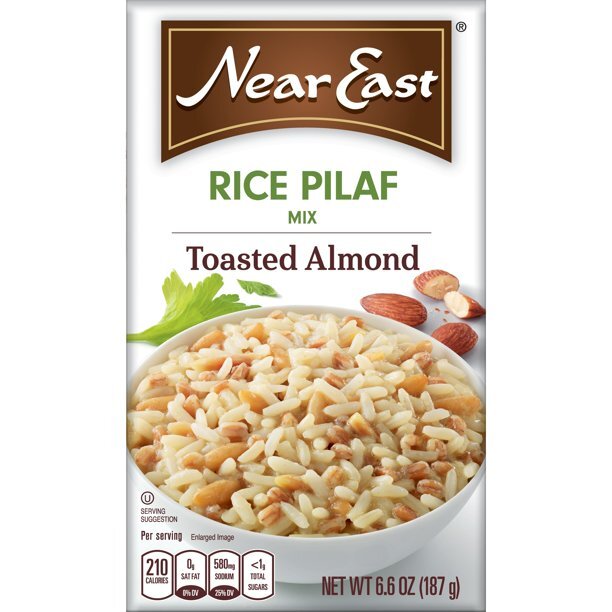 Near East ®
RICE PILAF
MIX
Toasted Almond
U
SERVING
SUGGESTION
Per serving Enlarged Image
210
CALORIES
0g
SAT FAT
0% DV
580mg
SODIUM
25% DV
<1g
TOTAL
SUGARS
NET WT 6.6 OZ (187 g)